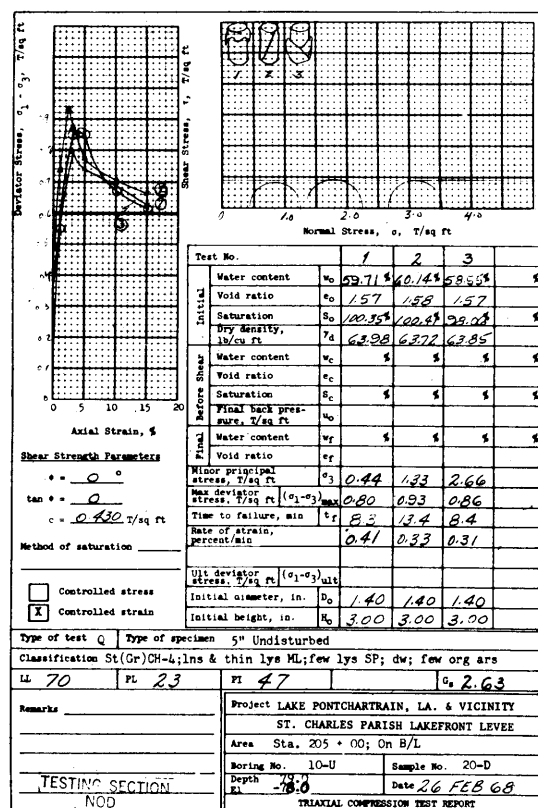 Deviator Stress, σ1 - σ3, T/sq ft
Shear Stress, τ, T/sq ft
1 2 3
.9
.6
0 5 10 15 20
Axial Strain, %
0 1.0 2.0 3.0 4.0
Normal Stress, σ, T/sq ft
Shear Strength Parameters
φ = 0 °
tan φ = 0
c = 0.430 T/sq ft
Method of saturation
Controlled stress
X Controlled strain
Test No. 1 2 3
Initial
Water content w0 59.71% 60.14% 58.55% %
Void ratio e0 1.57 1.58 1.57
Saturation S0 100.35% 100.4% 98.08% %
Dry density, lb/cu ft γd 63.98 63.72 63.85
Before Shear
Water content wc % % % %
Void ratio ec
Saturation Sc % % % %
Final back pressure, T/sq ft u0
Final
Water content wf % % % %
Void ratio ef
Minor principal stress, T/sq ft σ3 0.44 1.33 2.66
Max deviator stress, T/sq ft (σ1-σ3)max 0.80 0.93 0.86
Time to failure, min tf 8.3 13.4 8.4
Rate of strain, percent/min 0.41 0.33 0.31
Ult deviator stress, T/sq ft (σ1-σ3)ult
Initial diameter, in. D0 1.40 1.40 1.40
Initial height, in. H0 3.00 3.00 3.00
Type of test Q Type of specimen 5" Undisturbed
Classification St(Gr)CH-4;lns & thin lys ML;few lys SP; dw; few org ars
LL 70 PL 23 PI 47 Gs 2.63
Remarks
Project LAKE PONTCHARTRAIN, LA. & VICINITY
ST. CHARLES PARISH LAKEFRONT LEVEE
Area Sta. 205 + 00; On B/L
Boring No. 10-U Sample No. 20-D
Depth 79.0
El -78.0
Date 26 FEB 68
TESTING SECTION
NOD
TRIAXIAL COMPRESSION TEST REPORT